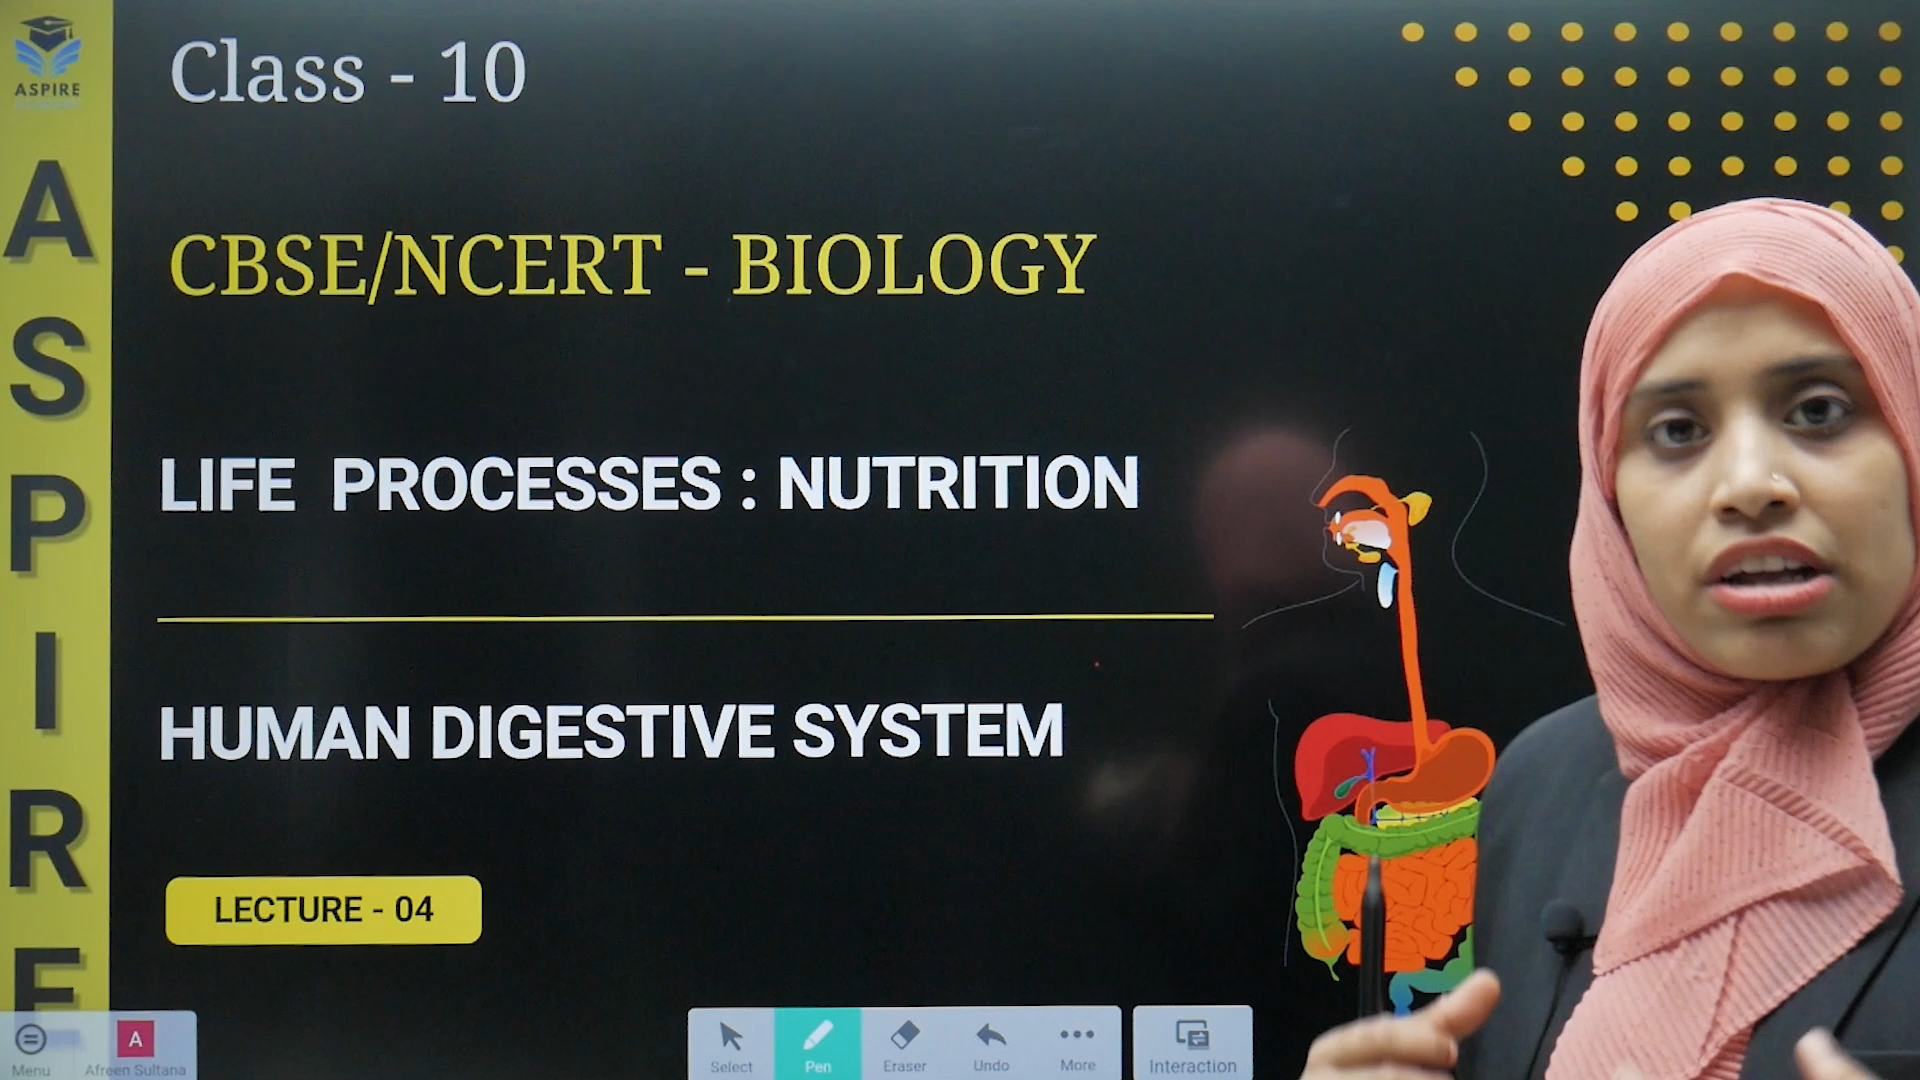 ASPIRE
Class - 10
CBSE/NCERT - BIOLOGY
LIFE PROCESSES : NUTRITION
HUMAN DIGESTIVE SYSTEM
LECTURE - 04
ASPIRE
Menu
A
Afreen Sultana
Select
Pen
Eraser
Undo
More
Interaction